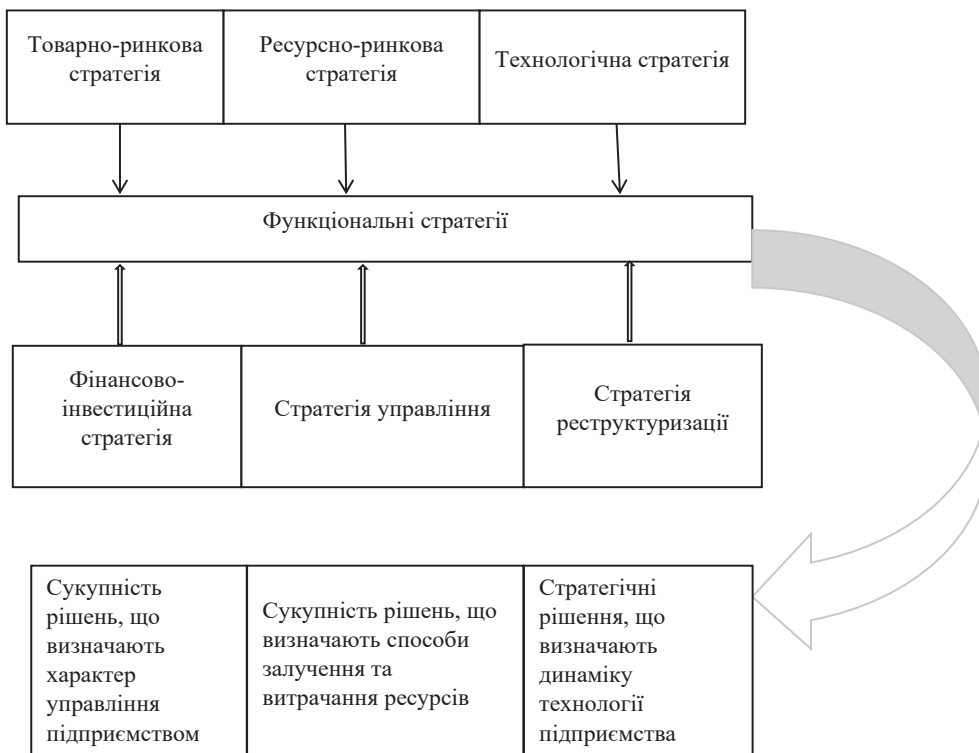 Товарно-ринкова
стратегія
Ресурсно-ринкова
стратегія
Технологічна стратегія
Функціональні стратегії
Фінансово-
інвестиційна
стратегія
Стратегія управління
Стратегія
реструктуризації
Сукупність
рішень, що
визначають
характер
управління
підприємством
Сукупність рішень, що
визначають способи
залучення та
витрачання ресурсів
Стратегічні
рішення, що
визначають
динаміку
технології
підприємства